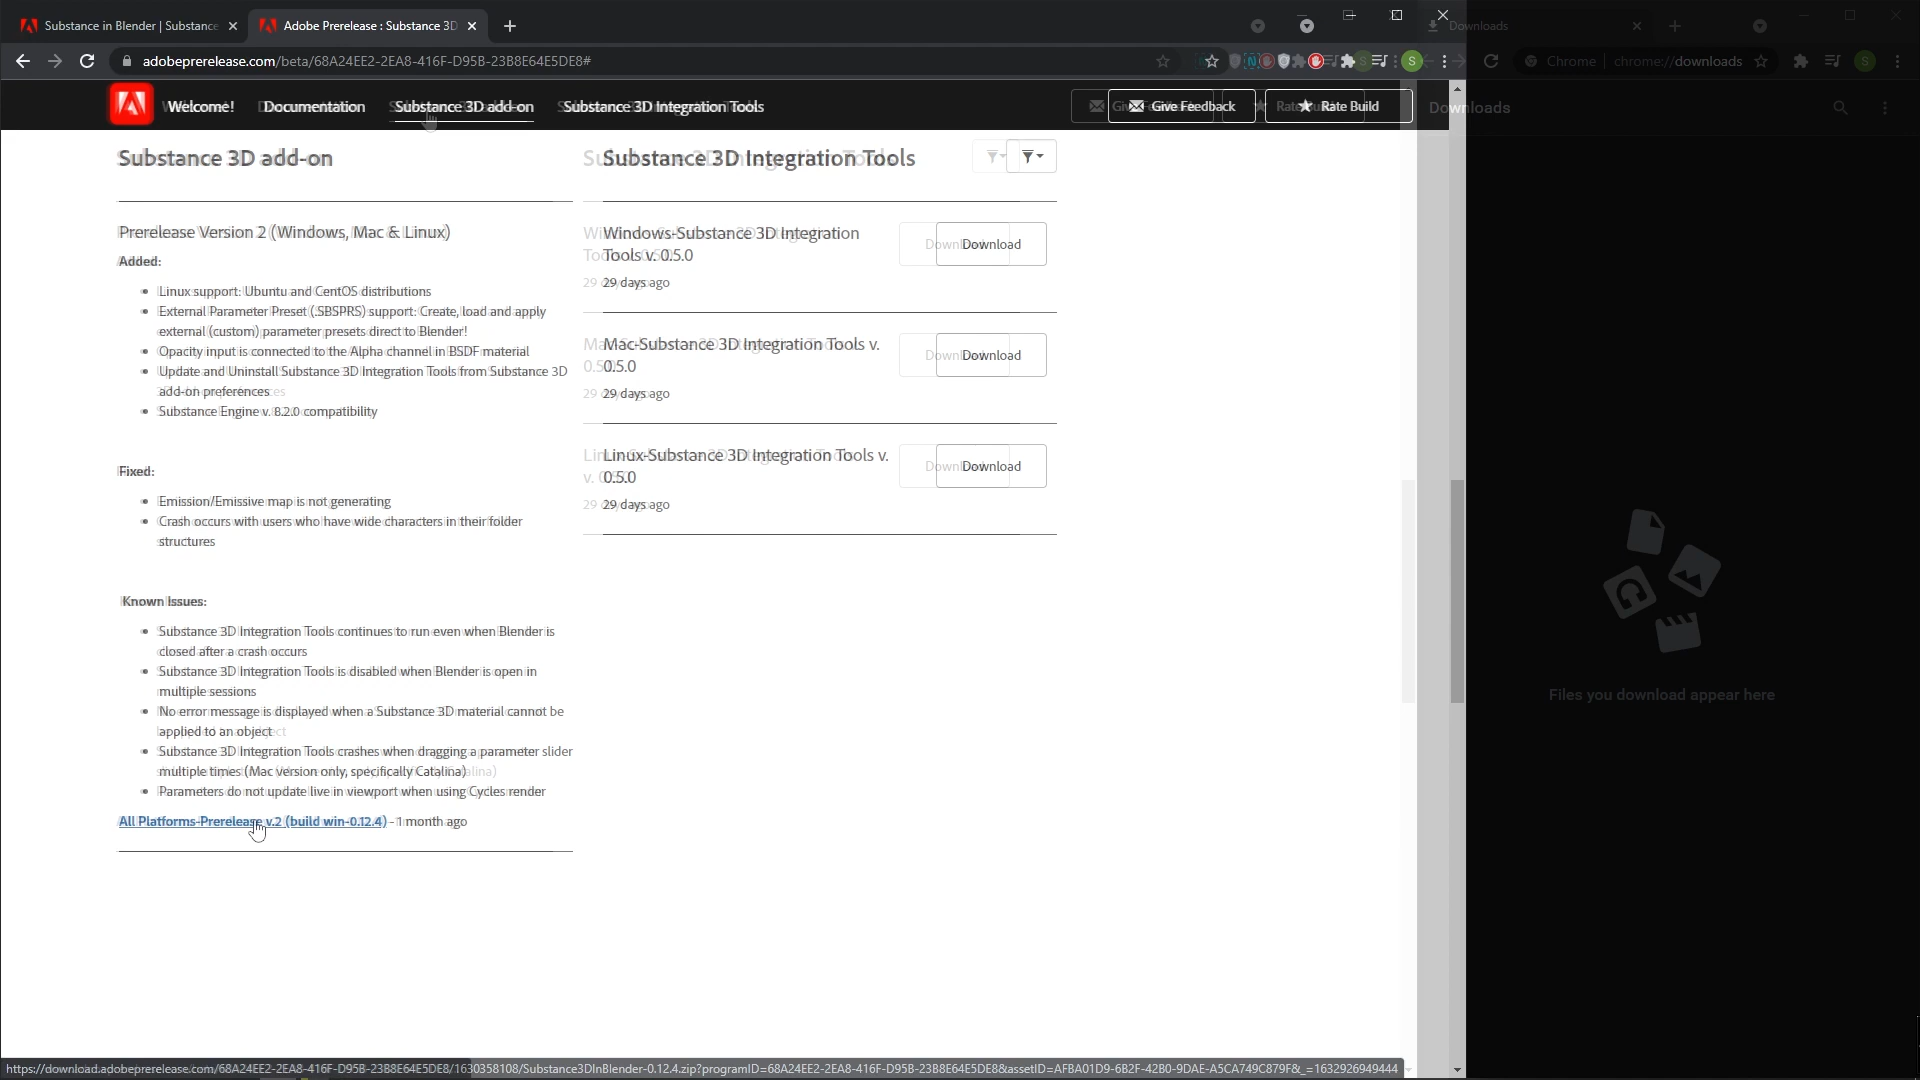 Substance in Blender | Substance
Adobe Prerelease : Substance 3D
Downloads
adobeprerelease.com/beta/68A24EE2-2EA8-416F-D95B-23B8E64E5DE8#
S
Chrome | chrome://downloads
S
Welcome!
Documentation
Substance 3D add-on
Substance 3D Integration Tools
Give Feedback
Rate Build
Downloads
Substance 3D add-on
Prerelease Version 2 (Windows, Mac & Linux)
Added:
Linux support: Ubuntu and CentOS distributions
External Parameter Preset (.SBSPRS) support: Create, load and apply
external (custom) parameter presets direct to Blender!
Opacity input is connected to the Alpha channel in BSDF material
Update and Uninstall Substance 3D Integration Tools from Substance 3D
add-on preferences
Substance Engine v. 8.2.0 compatibility
Fixed:
Emission/Emissive map is not generating
Crash occurs with users who have wide characters in their folder
structures
Known Issues:
Substance 3D Integration Tools continues to run even when Blender is
closed after a crash occurs
Substance 3D Integration Tools is disabled when Blender is open in
multiple sessions
No error message is displayed when a Substance 3D material cannot be
applied to an object
Substance 3D Integration Tools crashes when dragging a parameter slider
multiple times (Mac version only, specifically Catalina)
Parameters do not update live in viewport when using Cycles render
All Platforms-Prerelease v.2 (build win-0.12.4) - 1 month ago
Substance 3D Integration Tools
Windows-Substance 3D Integration
Tools v. 0.5.0
29 days ago
Download
Mac-Substance 3D Integration Tools v.
0.5.0
29 days ago
Download
Linux-Substance 3D Integration Tools v.
0.5.0
29 days ago
Download
Files you download appear here
https://download.adobeprerelease.com/68A24EE2-2EA8-416F-D95B-23B8E64E5DE8/1630358108/Substance3DInBlender-0.12.4.zip?programID=68A24EE2-2EA8-416F-D95B-23B8E64E5DE8&assetID=AFBA01D9-6B2F-42B0-9DAE-A5CA749C879F&_=1632926949444